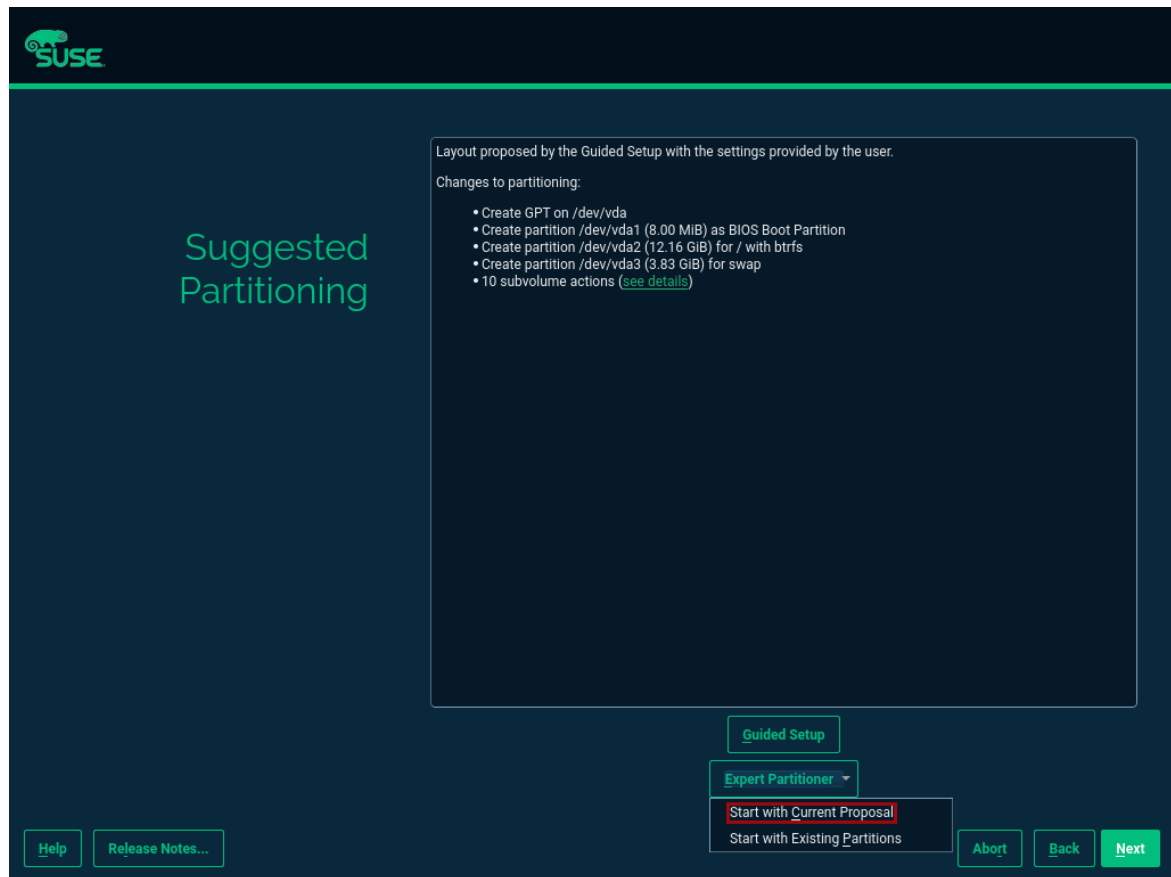 SUSE
Suggested
Partitioning
Layout proposed by the Guided Setup with the settings provided by the user.
Changes to partitioning:
• Create GPT on /dev/vda
• Create partition /dev/vda1 (8.00 MiB) as BIOS Boot Partition
• Create partition /dev/vda2 (12.16 GiB) for / with btrfs
• Create partition /dev/vda3 (3.83 GiB) for swap
• 10 subvolume actions (see details)
Guided Setup
Expert Partitioner
Start with Current Proposal
Start with Existing Partitions
Help
Release Notes...
Abort
Back
Next